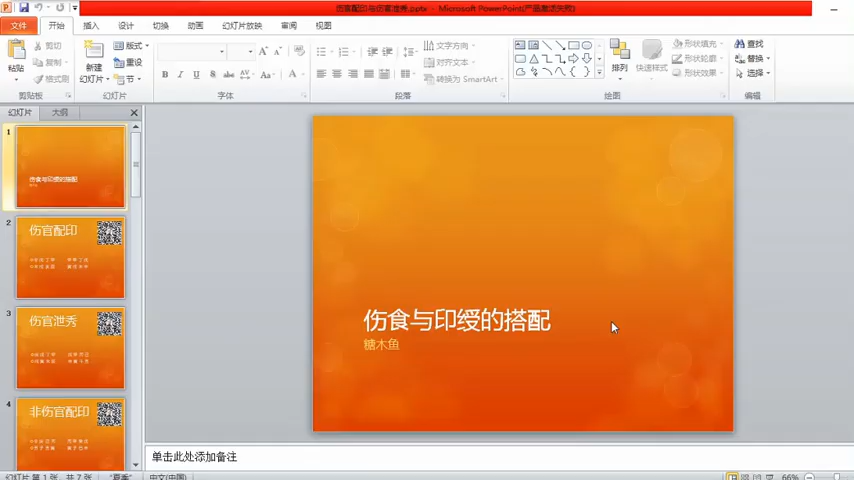 伤官配印与伤官泄秀.pptx - Microsoft PowerPoint(产品激活失败)
文件 开始 插入 设计 切换 动画 幻灯片放映 审阅 视图
剪切 版式 文字方向 形状填充 查找
复制 重设 对齐文本 形状轮廓 替换
粘贴 格式刷 新建 幻灯片 节 转换为 SmartArt 排列 快速样式 形状效果 选择
剪贴板 幻灯片 字体 段落 绘图 编辑
幻灯片 大纲
1
伤食与印绶的搭配
2
伤官配印
3
伤官泄秀
4
非伤官配印
伤食与印绶的搭配
糖木鱼
单击此处添加备注
幻灯片 第 1 张，共 7 张 "夏季" 中文(中国) 66%